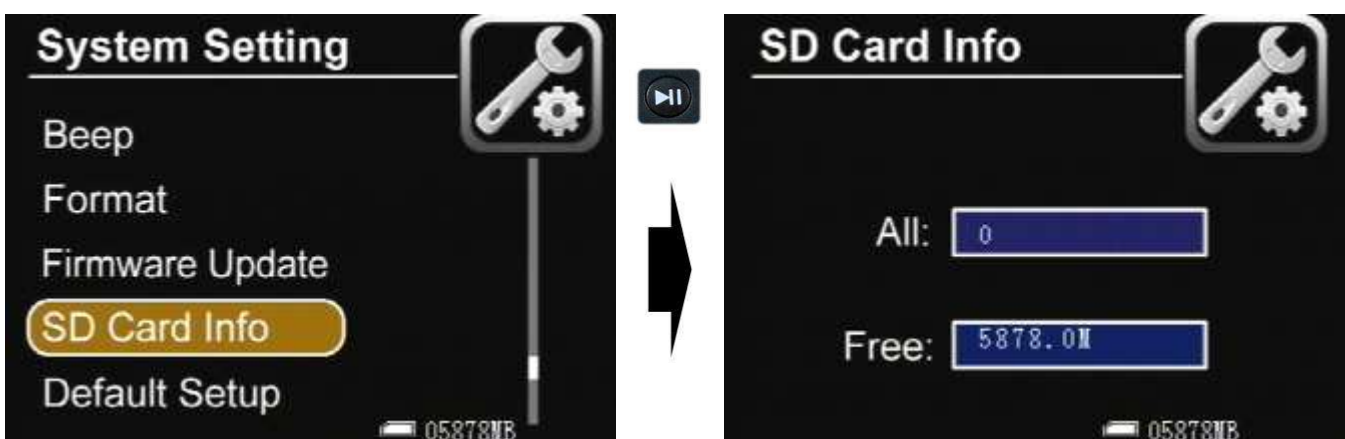 System Setting
Beep
Format
Firmware Update
SD Card Info
Default Setup
05878MB
SD Card Info
All: 0
Free: 5878.0M
05878MB